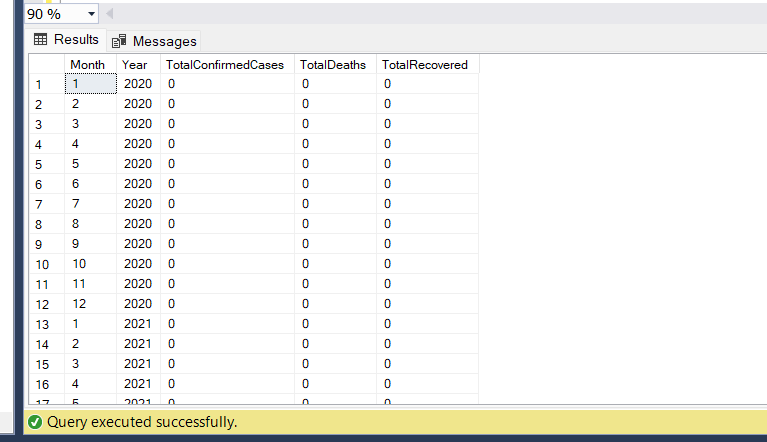 90 %
Results Messages
Month Year TotalConfirmedCases TotalDeaths TotalRecovered
1 1 2020 0 0 0
2 2 2020 0 0 0
3 3 2020 0 0 0
4 4 2020 0 0 0
5 5 2020 0 0 0
6 6 2020 0 0 0
7 7 2020 0 0 0
8 8 2020 0 0 0
9 9 2020 0 0 0
10 10 2020 0 0 0
11 11 2020 0 0 0
12 12 2020 0 0 0
13 1 2021 0 0 0
14 2 2021 0 0 0
15 3 2021 0 0 0
16 4 2021 0 0 0
17 5 2021 0 0 0
Query executed successfully.